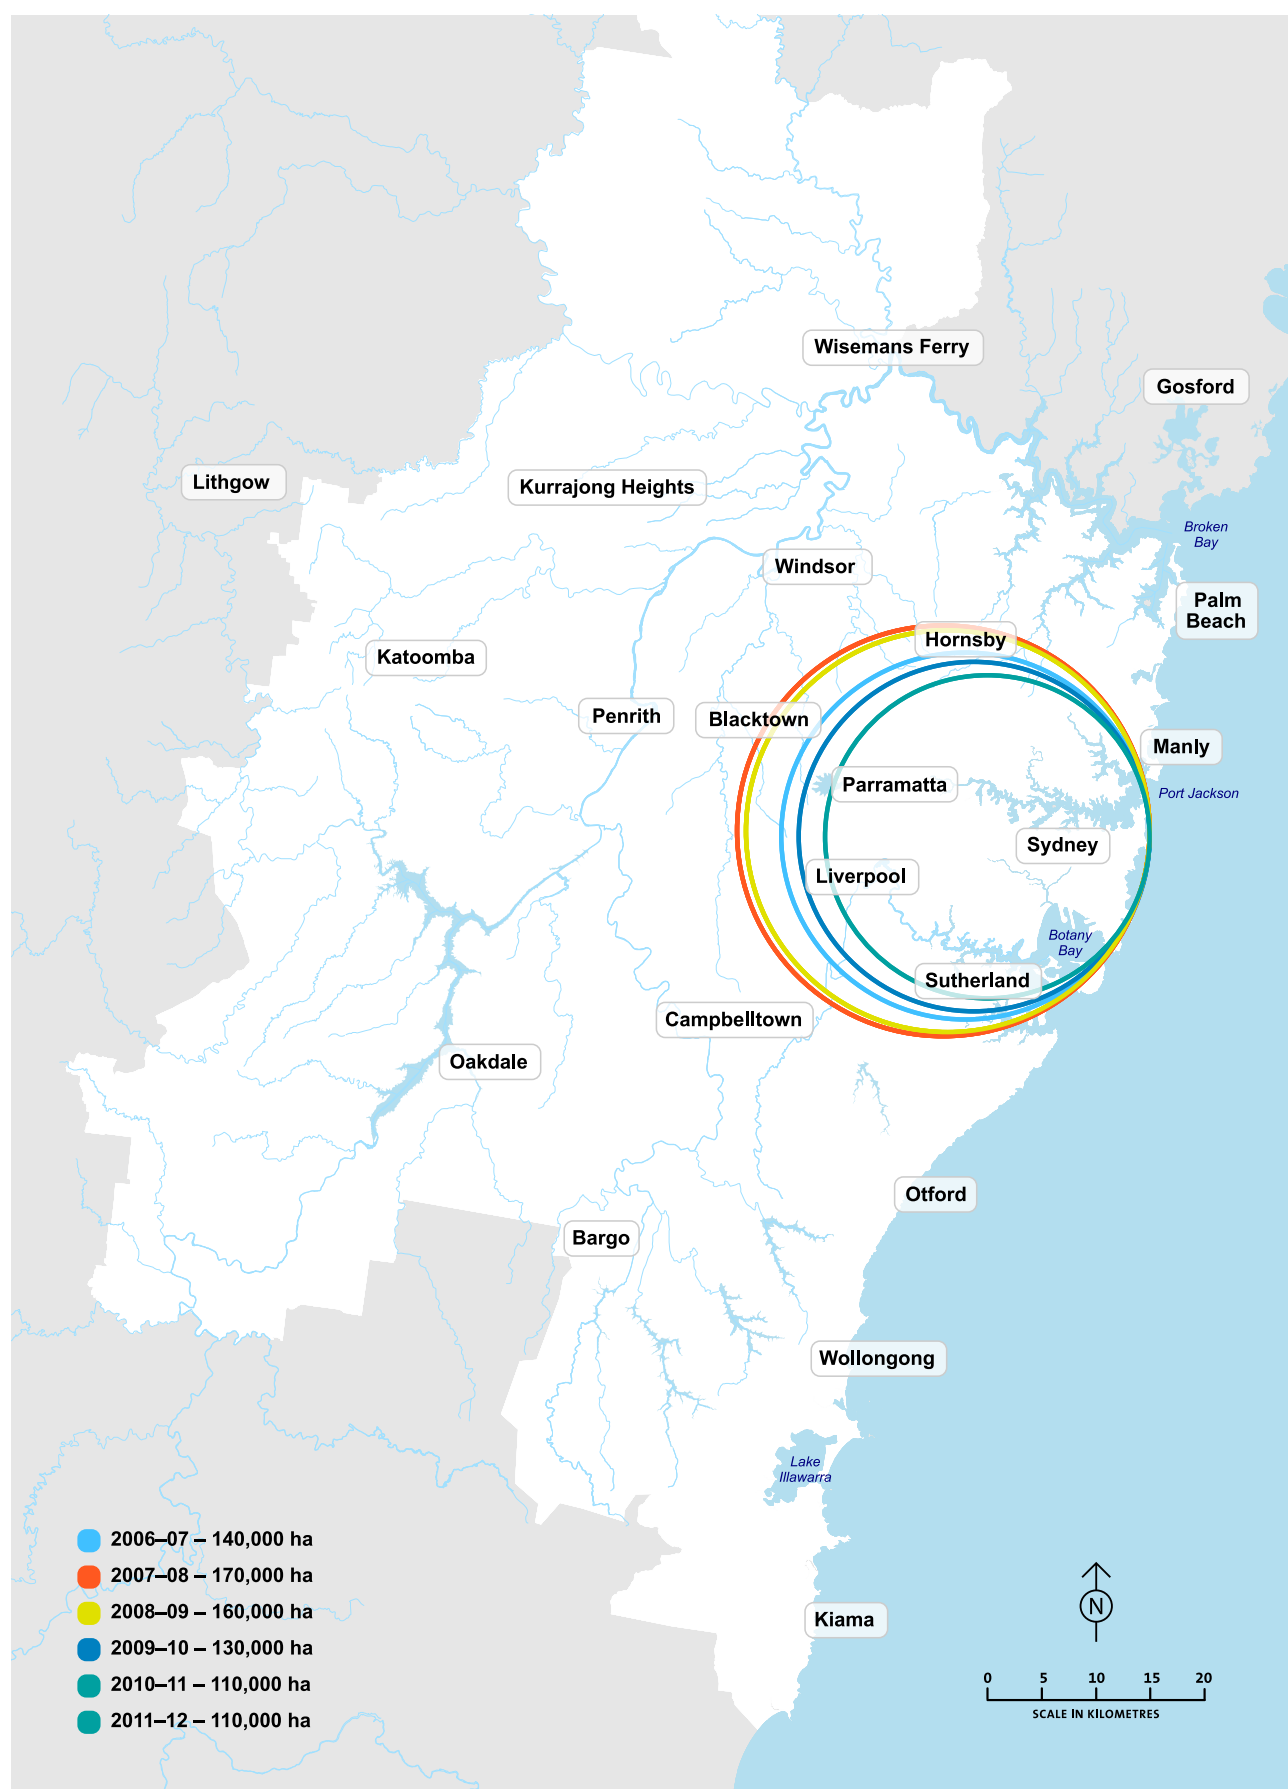 Wisemans Ferry
Gosford
Lithgow
Kurrajong Heights
Broken
Bay
Windsor
Palm
Beach
Hornsby
Katoomba
Penrith
Blacktown
Manly
Parramatta
Port Jackson
Sydney
Liverpool
Botany
Bay
Sutherland
Campbelltown
Oakdale
Otford
Bargo
Wollongong
Lake
Illawarra
2006–07 – 140,000 ha
2007–08 – 170,000 ha
2008–09 – 160,000 ha
2009–10 – 130,000 ha
2010–11 – 110,000 ha
2011–12 – 110,000 ha
Kiama
N
0 5 10 15 20
SCALE IN KILOMETRES